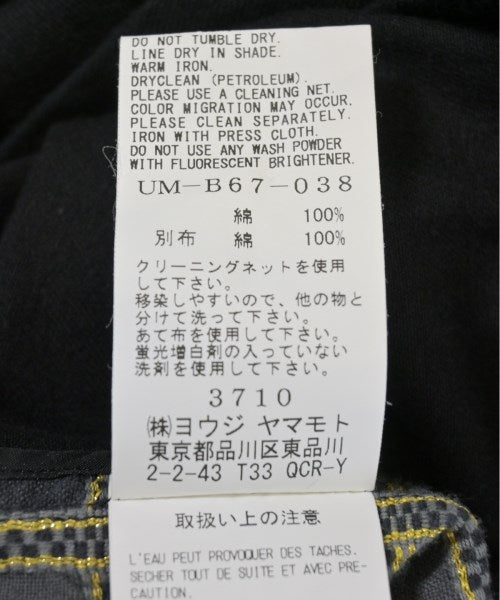 DO NOT TUMBLE DRY.
LINE DRY IN SHADE.
WARM IRON.
DRYCLEAN (PETROLEUM).
PLEASE USE A CLEANING NET.
COLOR MIGRATION MAY OCCUR.
PLEASE CLEAN SEPARATELY.
IRON WITH PRESS CLOTH.
DO NOT USE ANY WASH POWDER
WITH FLUORESCENT BRIGHTENER.
UM-B67-038
綿 100%
別布 綿 100%
クリーニングネットを使用
して下さい。
移染しやすいので、他の物と
分けて洗って下さい。
あて布を使用して下さい。
蛍光増白剤の入っていない
洗剤を使用して下さい。
3710
㈱ヨウジ ヤマモト
東京都品川区東品川
2-2-43 T33 QCR-Y
取扱い上の注意
L'EAU PEUT PROVOQUER DES TACHES.
SECHER TOUT DE SUITE ET AVEC PRE-
CAUTION.